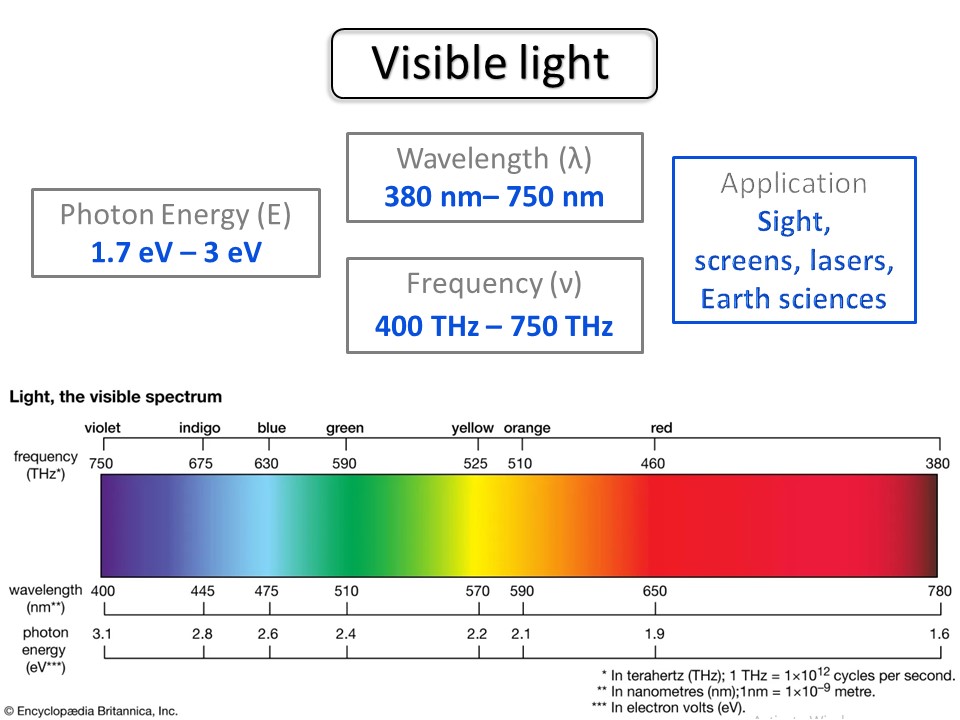 Visible light
Photon Energy (E)
1.7 eV – 3 eV
Wavelength (λ)
380 nm– 750 nm
Frequency (ν)
400 THz – 750 THz
Application
Sight,
screens, lasers,
Earth sciences
Light, the visible spectrum
violet indigo blue green yellow orange red
frequency
(THz*)
750 675 630 590 525 510 460 380
wavelength
(nm**)
400 445 475 510 570 590 650 780
photon
energy
(eV***)
3.1 2.8 2.6 2.4 2.2 2.1 1.9 1.6
* In terahertz (THz); 1 THz = 1×10¹² cycles per second.
** In nanometres (nm);1nm = 1×10⁻⁹ metre.
*** In electron volts (eV).
© Encyclopædia Britannica, Inc.